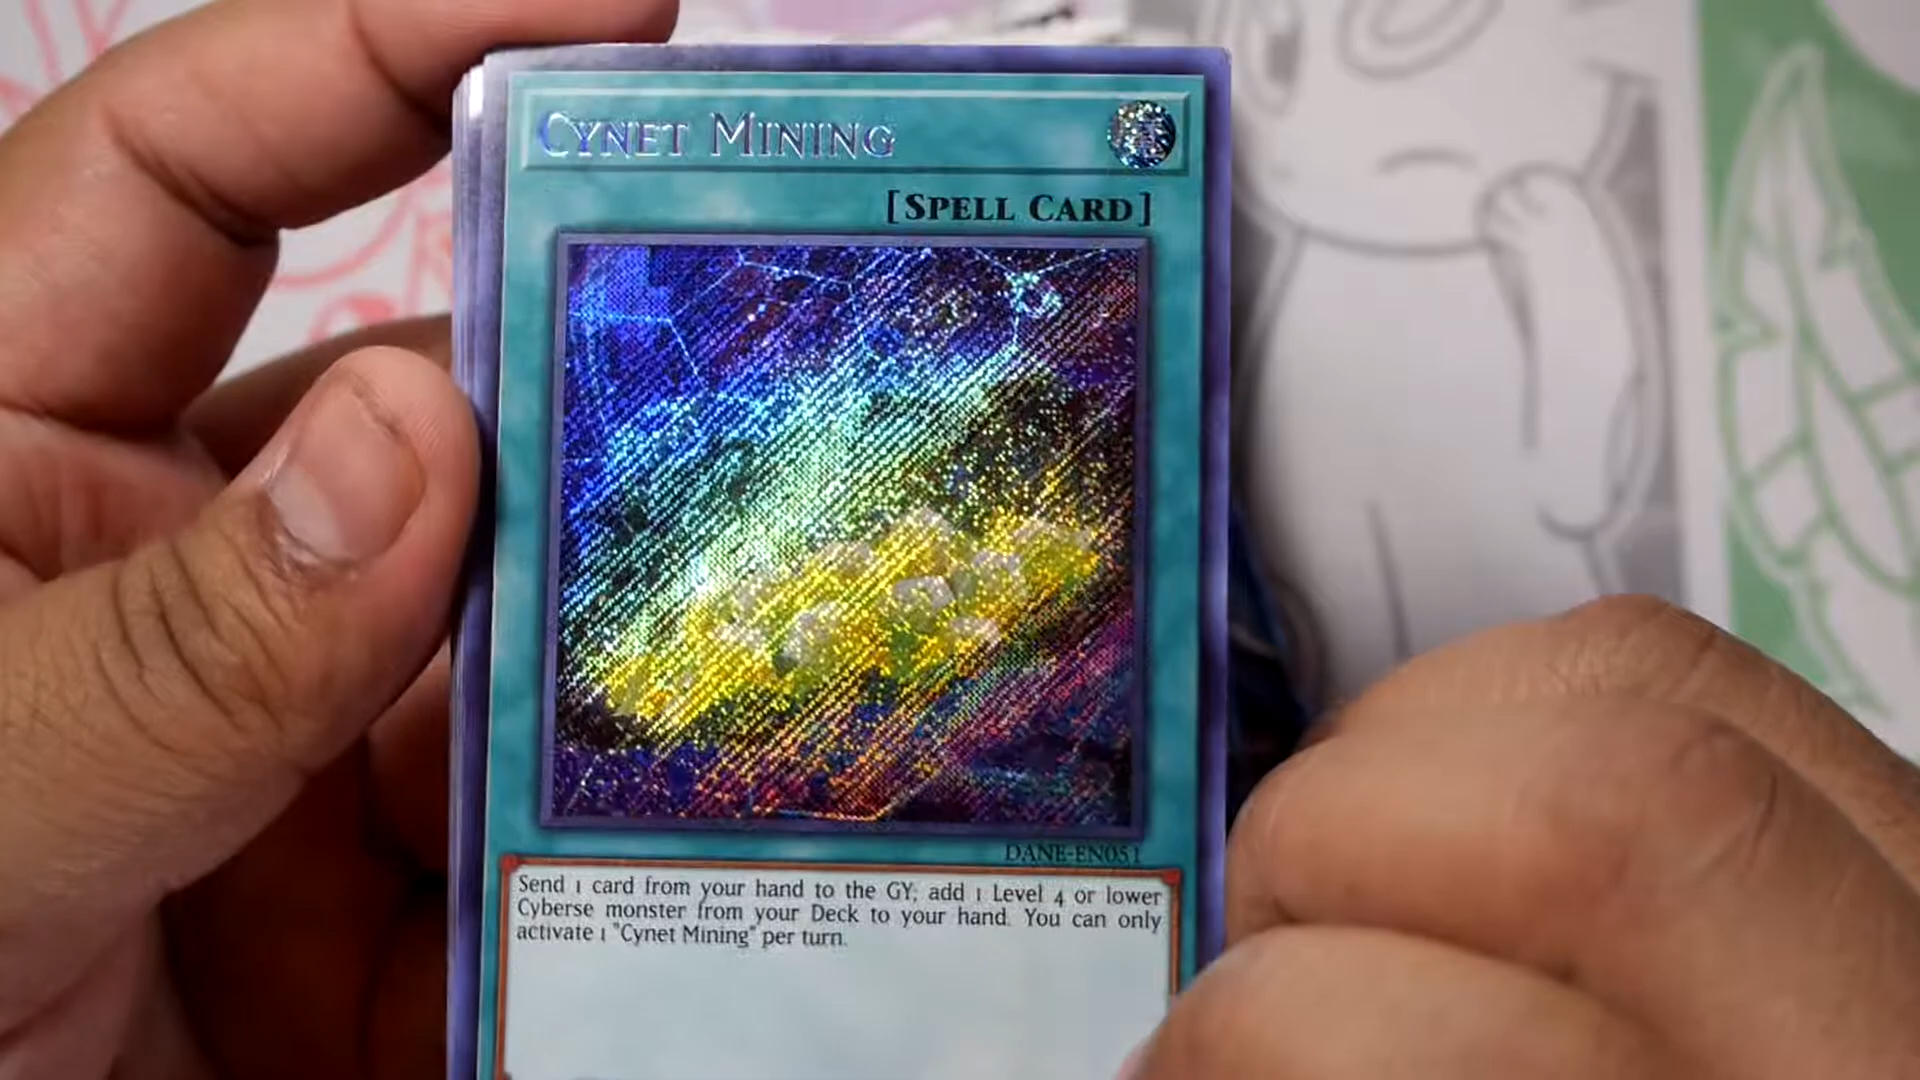 Cynet Mining
[Spell Card]
DANE-EN051
Send 1 card from your hand to the GY; add 1 Level 4 or lower
Cyberse monster from your Deck to your hand. You can only
activate 1 "Cynet Mining" per turn.